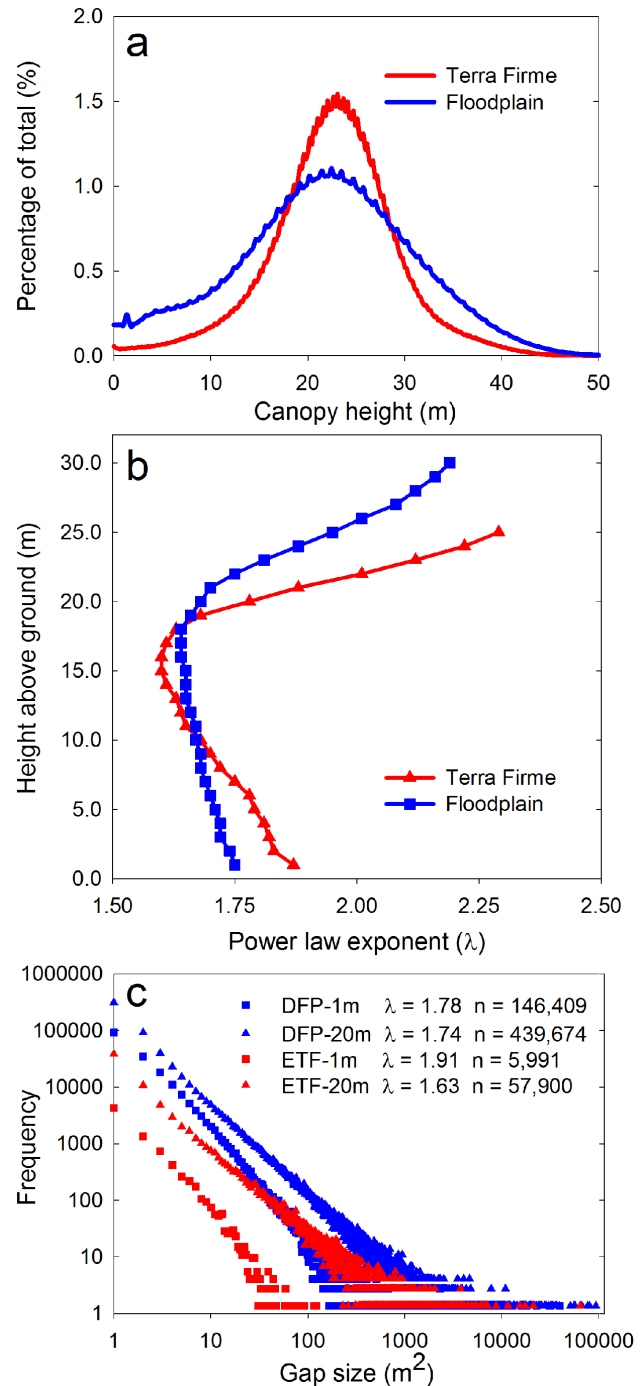 a
2.0
1.5
1.0
0.5
0.0
Percentage of total (%)
Terra Firme
Floodplain
0 10 20 30 40 50
Canopy height (m)
b
30.0
25.0
20.0
15.0
10.0
5.0
0.0
Height above ground (m)
Terra Firme
Floodplain
1.50 1.75 2.00 2.25 2.50
Power law exponent (λ)
c
1000000
100000
10000
1000
100
10
1
Frequency
DFP-1m λ = 1.78 n = 146,409
DFP-20m λ = 1.74 n = 439,674
ETF-1m λ = 1.91 n = 5,991
ETF-20m λ = 1.63 n = 57,900
1 10 100 1000 10000 100000
Gap size (m²)